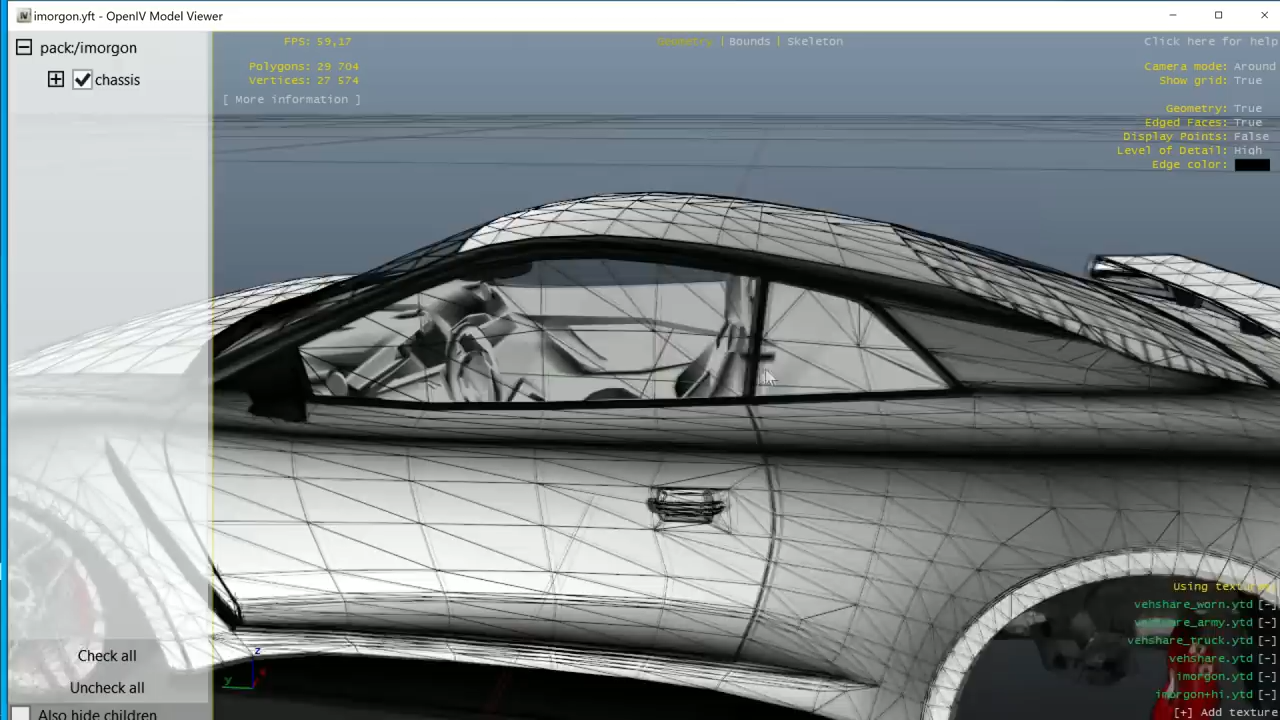 imorgon.yft - OpenIV Model Viewer
pack:/imorgon
chassis
FPS: 59,17
Polygons: 29 704
Vertices: 27 574
[ More information ]
Geometry | Bounds | Skeleton
Click here for help
Camera mode: Around
Show grid: True
Geometry: True
Edged Faces: True
Display Points: False
Level of Detail: High
Edge color:
z
y
Check all
Uncheck all
Also hide children
Using
vehshare_worn.ytd [-]
vehshare_army.ytd [-]
vehshare_truck.ytd [-]
vehshare.ytd [-]
imorgon.ytd [-]
imorgon+hi.ytd [-]
[+] Add texture